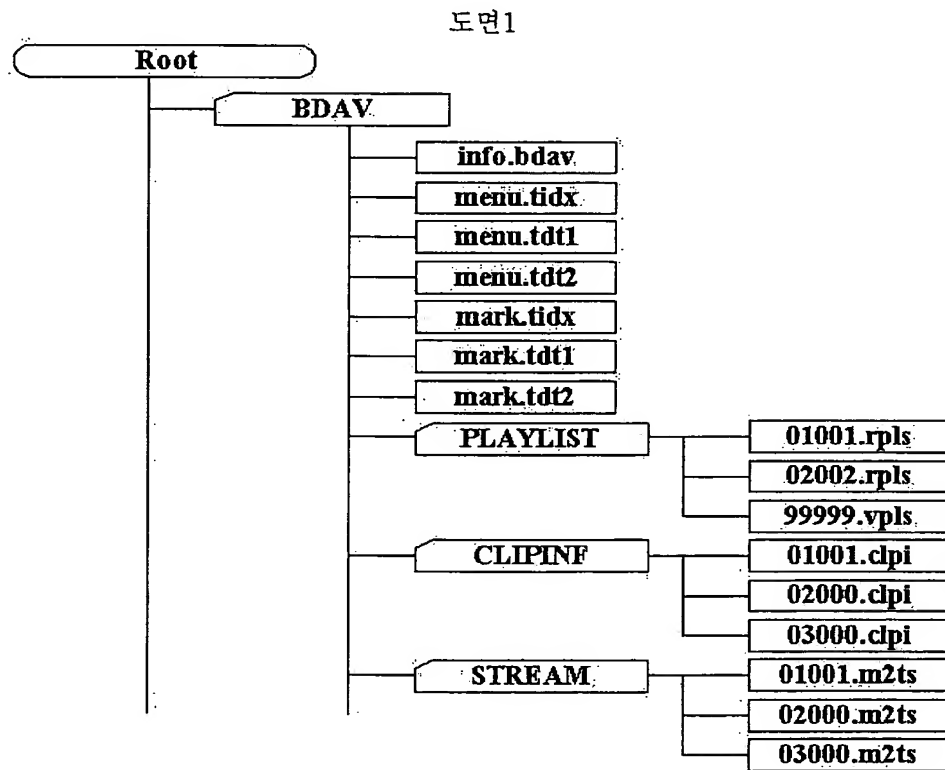 도면1
Root
BDAV
info.bdav
menu.tidx
menu.tdt1
menu.tdt2
mark.tidx
mark.tdt1
mark.tdt2
PLAYLIST
01001.rpls
02002.rpls
99999.vpls
CLIPINF
01001.clpi
02000.clpi
03000.clpi
STREAM
01001.m2ts
02000.m2ts
03000.m2ts